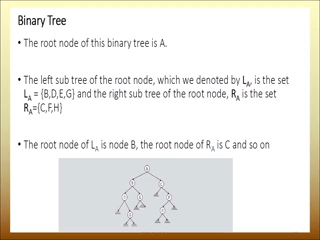 Binary Tree
• The root node of this binary tree is A.
• The left sub tree of the root node, which we denoted by LA, is the set
LA = {B,D,E,G} and the right sub tree of the root node, RA is the set
RA={C,F,H}
• The root node of LA is node B, the root node of RA is C and so on